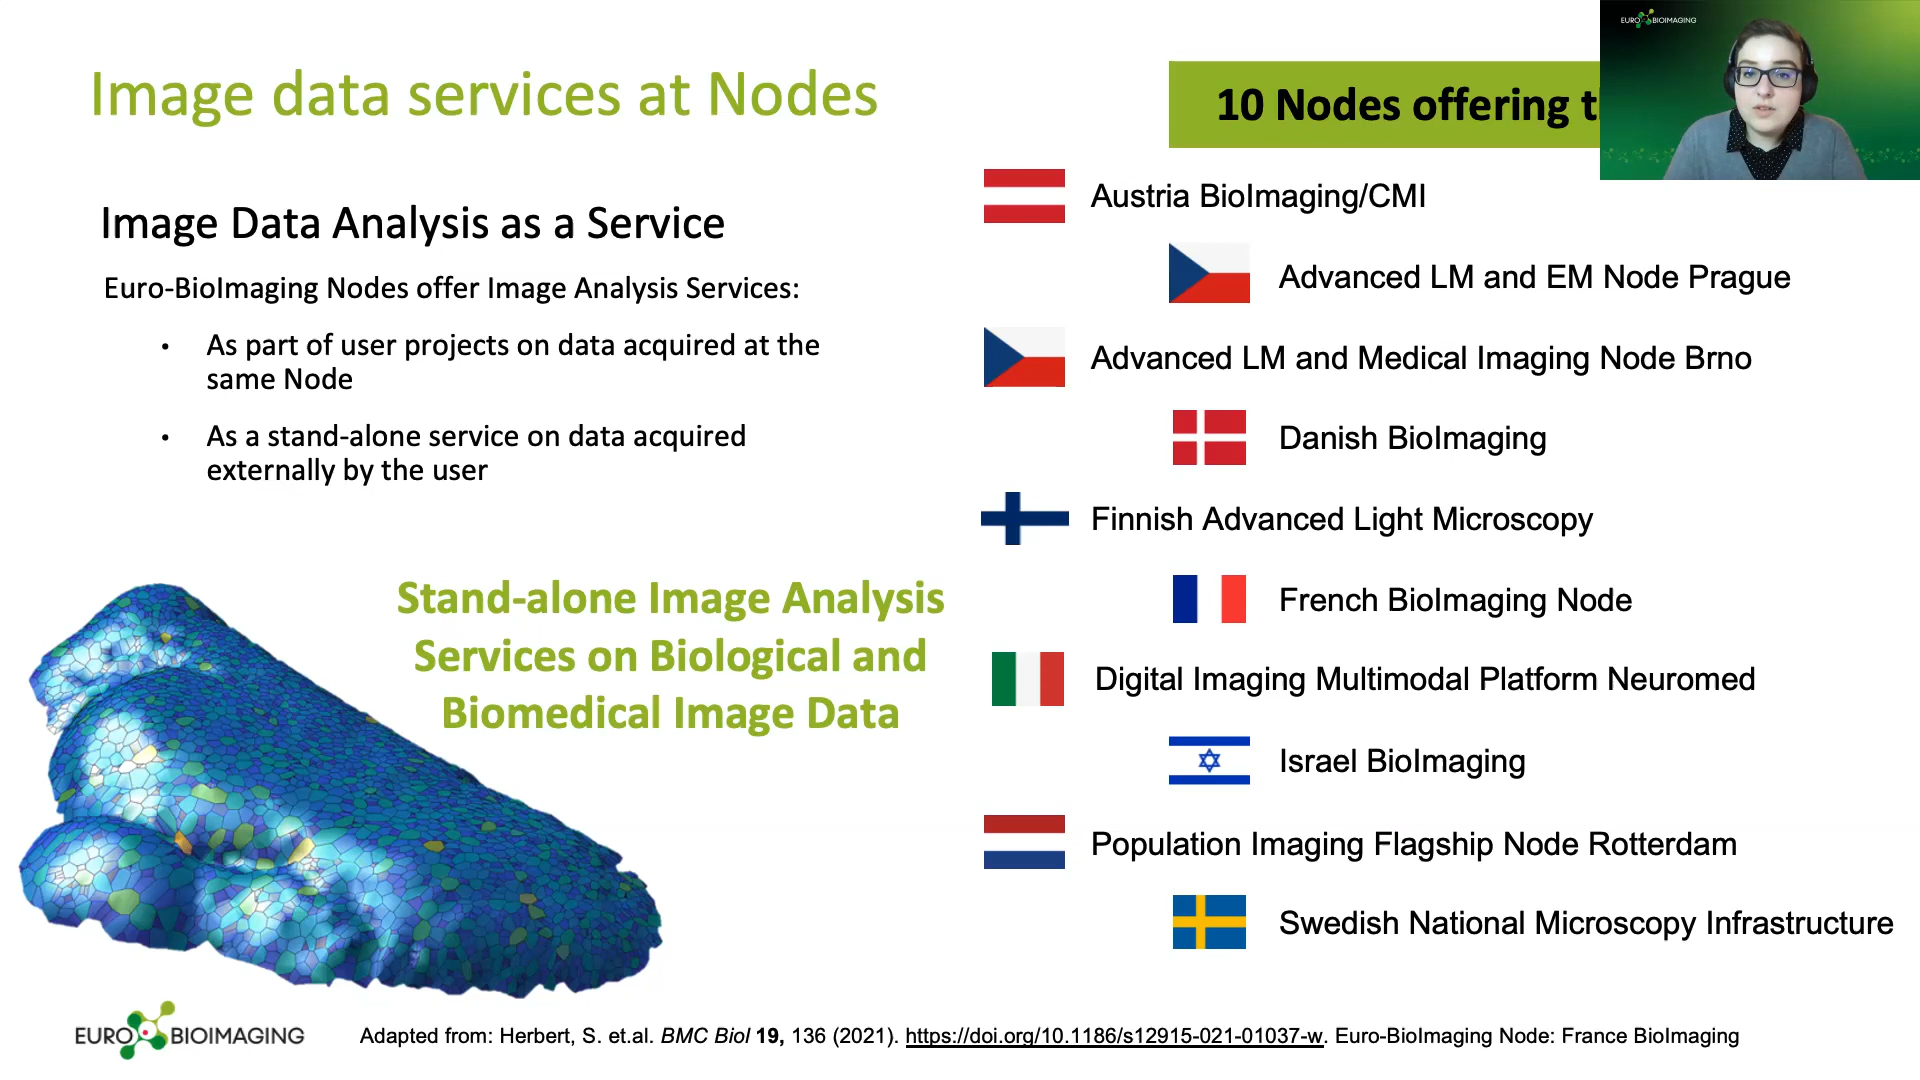 Image data services at Nodes
10 Nodes offering
EURO BIOIMAGING
Image Data Analysis as a Service
Euro-BioImaging Nodes offer Image Analysis Services:
• As part of user projects on data acquired at the
same Node
• As a stand-alone service on data acquired
externally by the user
Stand-alone Image Analysis
Services on Biological and
Biomedical Image Data
Austria BioImaging/CMI
Advanced LM and EM Node Prague
Advanced LM and Medical Imaging Node Brno
Danish BioImaging
Finnish Advanced Light Microscopy
French BioImaging Node
Digital Imaging Multimodal Platform Neuromed
Israel BioImaging
Population Imaging Flagship Node Rotterdam
Swedish National Microscopy Infrastructure
EURO BIOIMAGING
Adapted from: Herbert, S. et.al. BMC Biol 19, 136 (2021). https://doi.org/10.1186/s12915-021-01037-w. Euro-BioImaging Node: France BioImaging